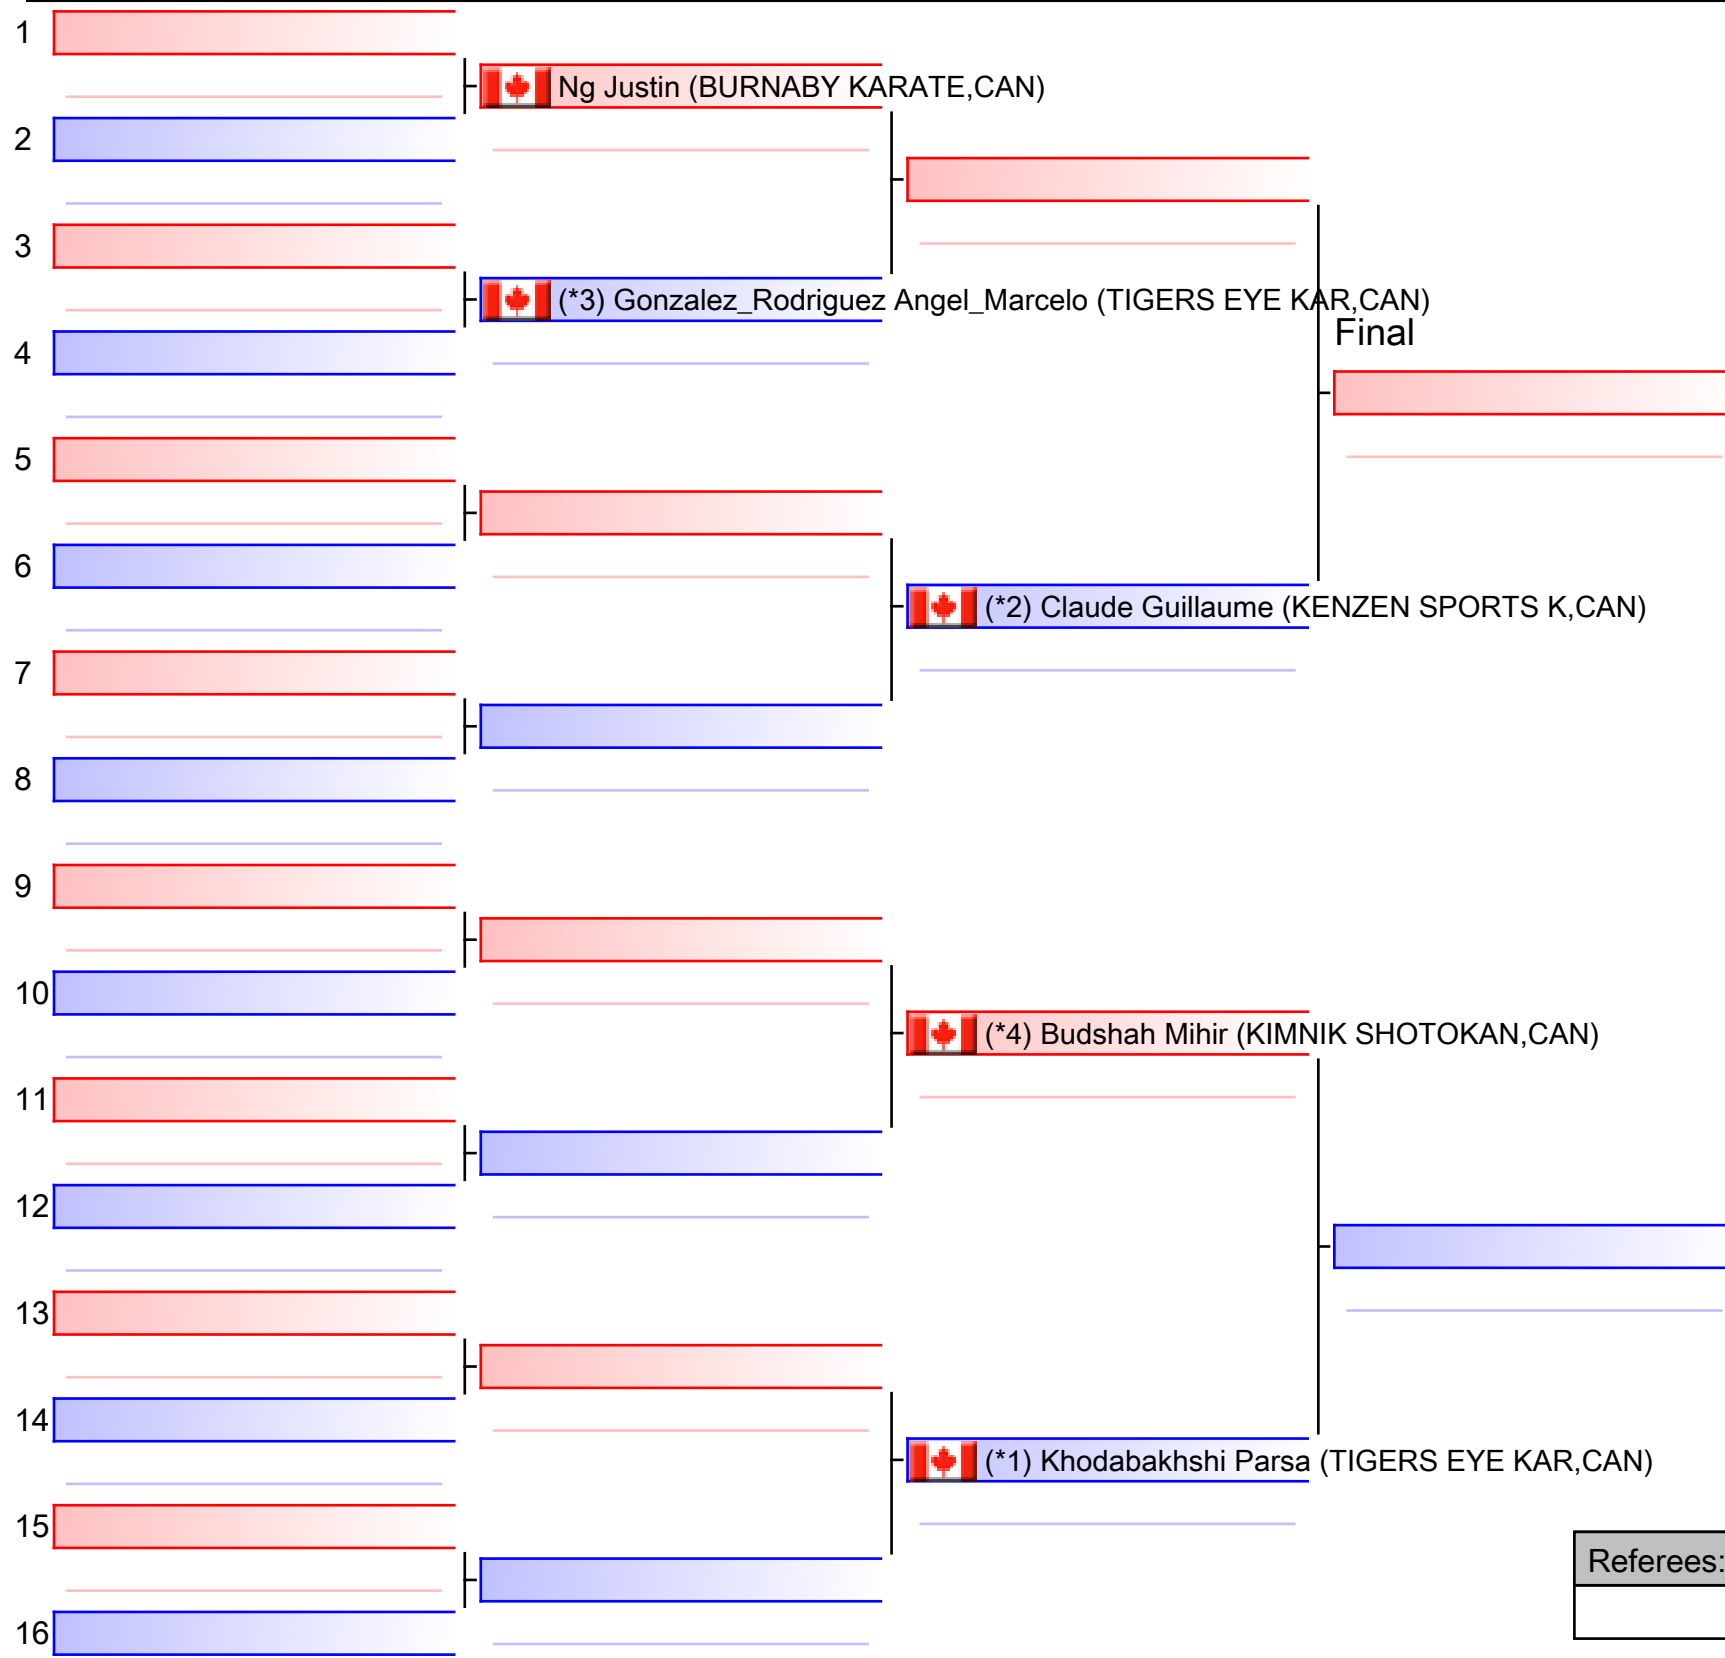 1
Ng Justin (BURNABY KARATE,CAN)
2
3
(*3) Gonzalez_Rodriguez Angel_Marcelo (TIGERS EYE KAR,CAN)
Final
4
5
6
(*2) Claude Guillaume (KENZEN SPORTS K,CAN)
7
8
9
10
(*4) Budshah Mihir (KIMNIK SHOTOKAN,CAN)
11
12
13
14
(*1) Khodabakhshi Parsa (TIGERS EYE KAR,CAN)
15
Referees:
16